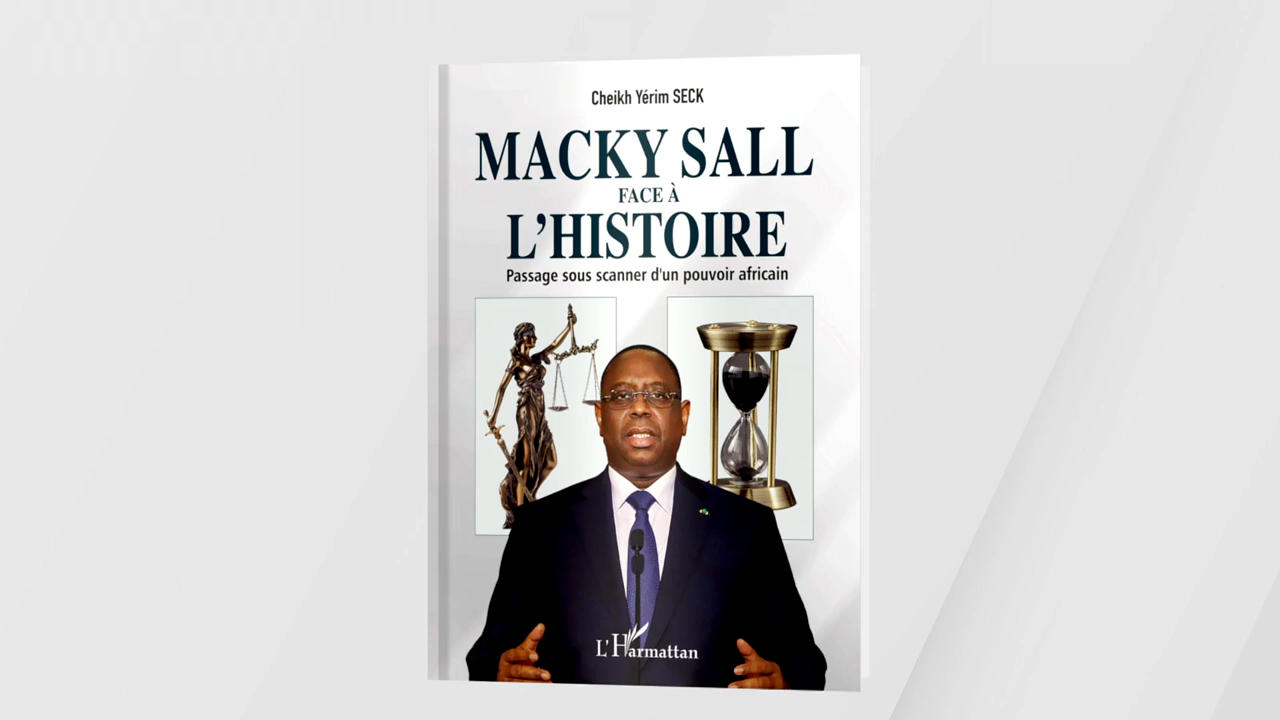 Cheikh Yérim SECK
MACKY SALL
FACE À
L'HISTOIRE
Passage sous scanner d'un pouvoir africain
L'Harmattan